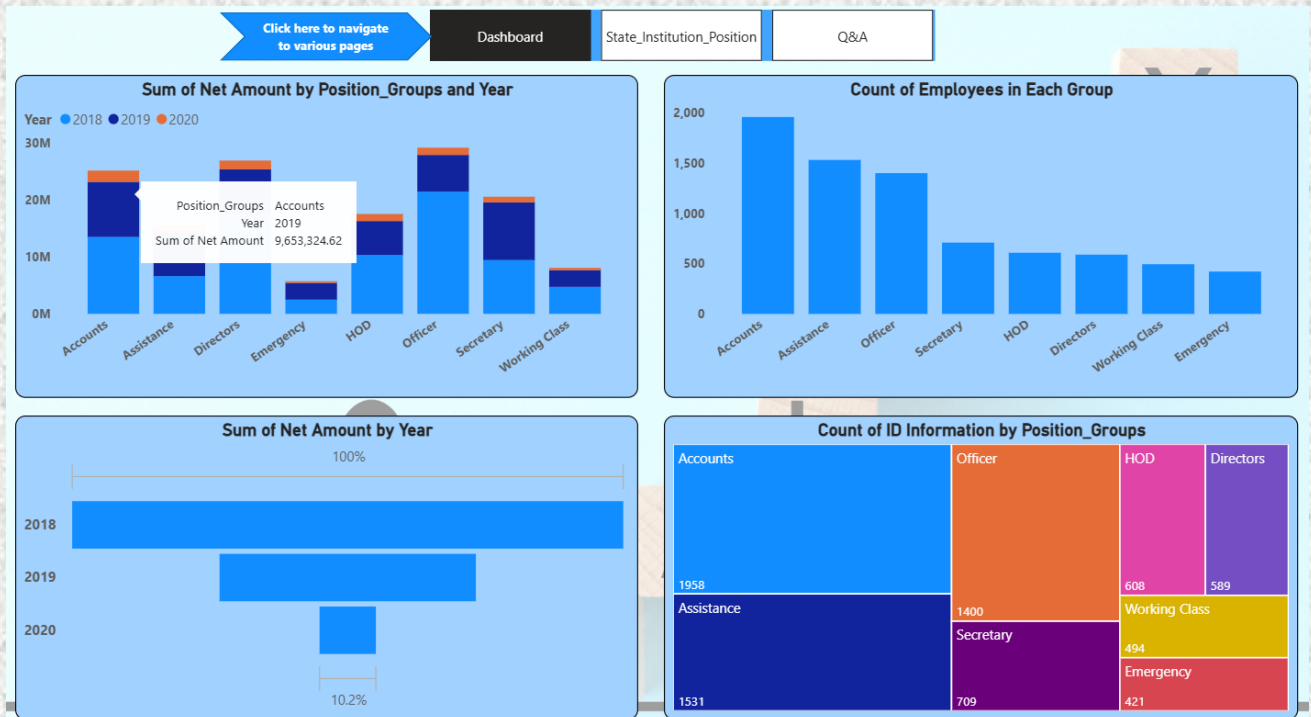 Click here to navigate
to various pages
Dashboard
State_Institution_Position
Q&A
Sum of Net Amount by Position_Groups and Year
Year 2018 2019 2020
30M
20M
10M
0M
Position_Groups Accounts
Year 2019
Sum of Net Amount 9,653,324.62
Accounts
Assistance
Directors
Emergency
HOD
Officer
Secretary
Working Class
Count of Employees in Each Group
2,000
1,500
1,000
500
0
Accounts
Assistance
Officer
Secretary
HOD
Directors
Working Class
Emergency
Sum of Net Amount by Year
100%
2018
2019
2020
10.2%
Count of ID Information by Position_Groups
Accounts
1958
Assistance
1531
Officer
1400
Secretary
709
HOD
608
Directors
589
Working Class
494
Emergency
421